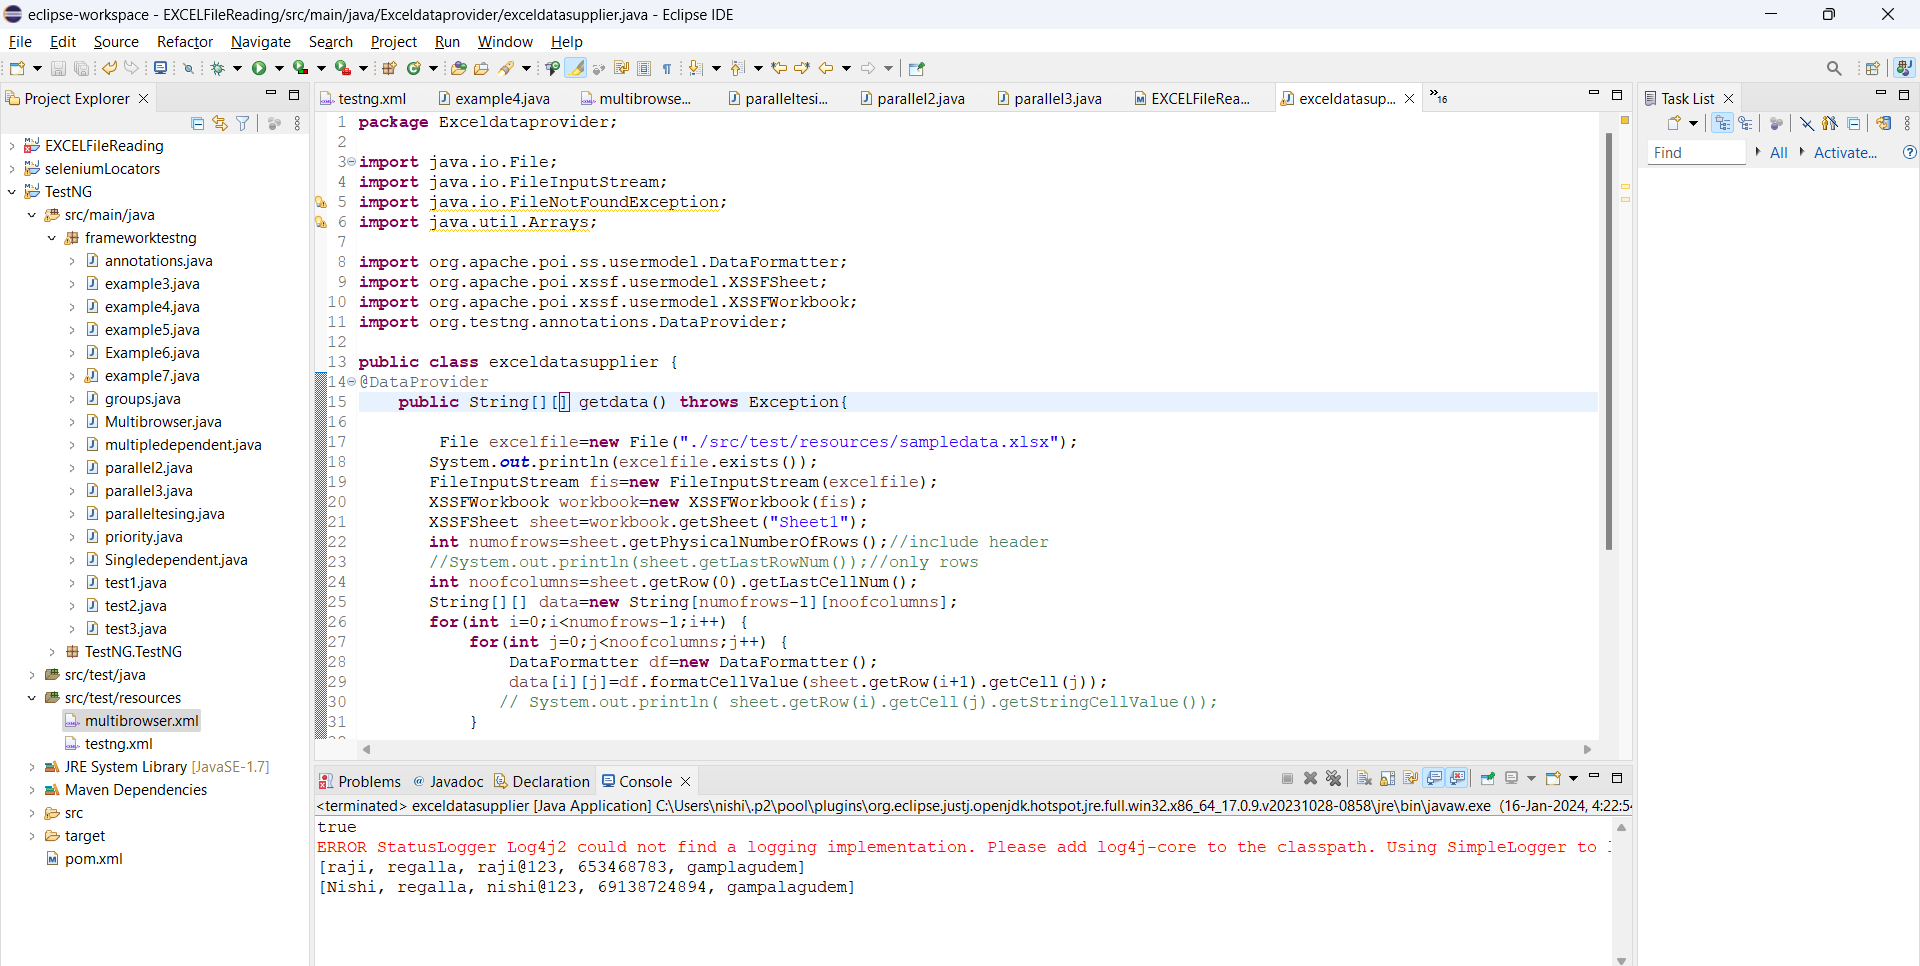 eclipse-workspace - EXCELFileReading/src/main/java/Exceldataprovider/exceldatasupplier.java - Eclipse IDE
File Edit Source Refactor Navigate Search Project Run Window Help
Project Explorer
EXCELFileReading
seleniumLocators
TestNG
src/main/java
frameworktestng
annotations.java
example3.java
example4.java
example5.java
Example6.java
example7.java
groups.java
Multibrowser.java
multipledependent.java
parallel2.java
parallel3.java
paralleltesing.java
priority.java
Singledependent.java
test1.java
test2.java
test3.java
TestNG.TestNG
src/test/java
src/test/resources
multibrowser.xml
testng.xml
JRE System Library [JavaSE-1.7]
Maven Dependencies
src
target
pom.xml
testng.xml example4.java multibrowse... paralleltesi... parallel2.java parallel3.java EXCELFileRea... exceldatasup... »16
1 package Exceldataprovider;
2
3 import java.io.File;
4 import java.io.FileInputStream;
5 import java.io.FileNotFoundException;
6 import java.util.Arrays;
7
8 import org.apache.poi.ss.usermodel.DataFormatter;
9 import org.apache.poi.xssf.usermodel.XSSFSheet;
10 import org.apache.poi.xssf.usermodel.XSSFWorkbook;
11 import org.testng.annotations.DataProvider;
12
13 public class exceldatasupplier {
14 @DataProvider
15 public String[][] getdata() throws Exception{
16
17 File excelfile=new File("./src/test/resources/sampledata.xlsx");
18 System.out.println(excelfile.exists());
19 FileInputStream fis=new FileInputStream(excelfile);
20 XSSFWorkbook workbook=new XSSFWorkbook(fis);
21 XSSFSheet sheet=workbook.getSheet("Sheet1");
22 int numofrows=sheet.getPhysicalNumberOfRows();//include header
23 //System.out.println(sheet.getLastRowNum());//only rows
24 int noofcolumns=sheet.getRow(0).getLastCellNum();
25 String[][] data=new String[numofrows-1][noofcolumns];
26 for(int i=0;i<numofrows-1;i++) {
27 for(int j=0;j<noofcolumns;j++) {
28 DataFormatter df=new DataFormatter();
29 data[i][j]=df.formatCellValue(sheet.getRow(i+1).getCell(j));
30 // System.out.println( sheet.getRow(i).getCell(j).getStringCellValue());
31 }
Problems Javadoc Declaration Console
<terminated> exceldatasupplier [Java Application] C:\Users\nishi\.p2\pool\plugins\org.eclipse.justj.openjdk.hotspot.jre.full.win32.x86_64_17.0.9.v20231028-0858\jre\bin\javaw.exe (16-Jan-2024, 4:22:5
true
ERROR StatusLogger Log4j2 could not find a logging implementation. Please add log4j-core to the classpath. Using SimpleLogger to
[raji, regalla, raji@123, 653468783, gamplagudem]
[Nishi, regalla, nishi@123, 69138724894, gampalagudem]
Task List
Find All Activate...